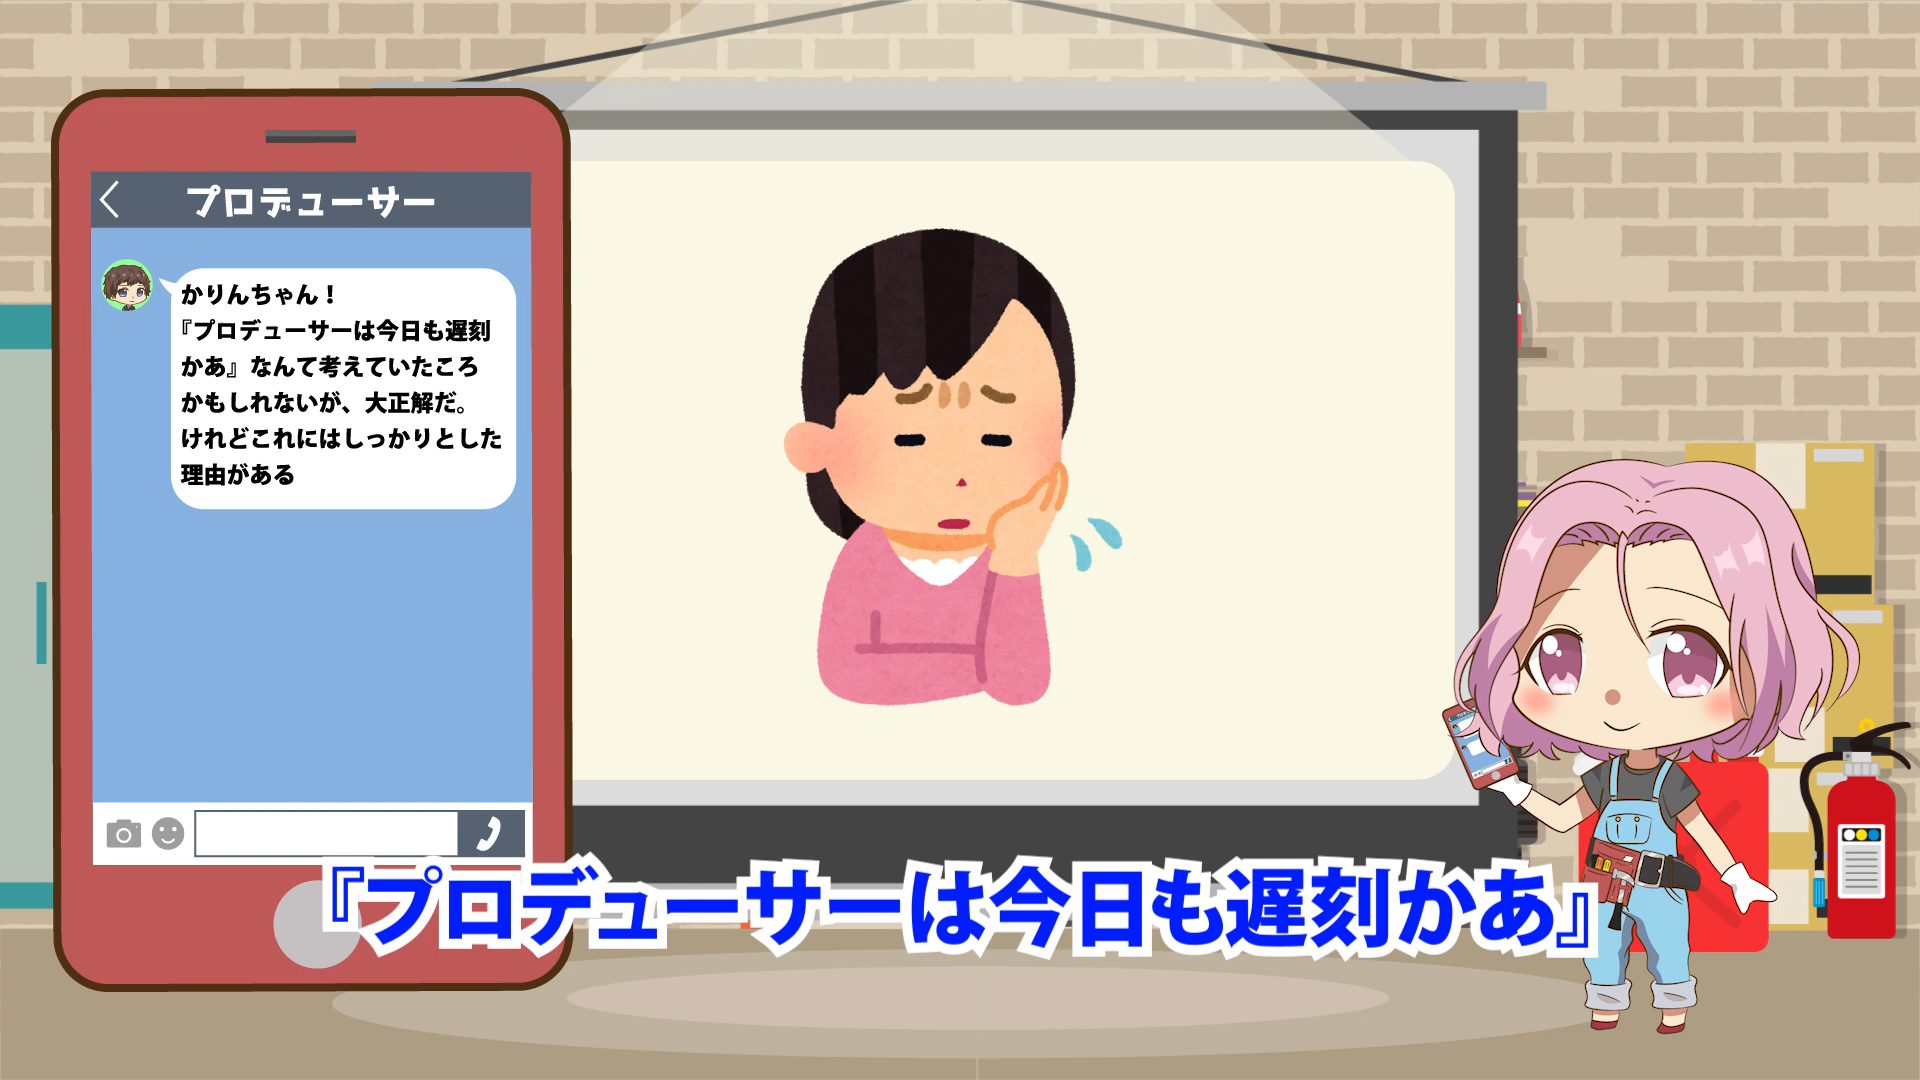 プロデューサー
かりんちゃん！
『プロデューサーは今日も遅刻
かあ』なんて考えていたころ
かもしれないが、大正解だ。
けれどこれにはしっかりとした
理由がある
『プロデューサーは今日も遅刻かあ』